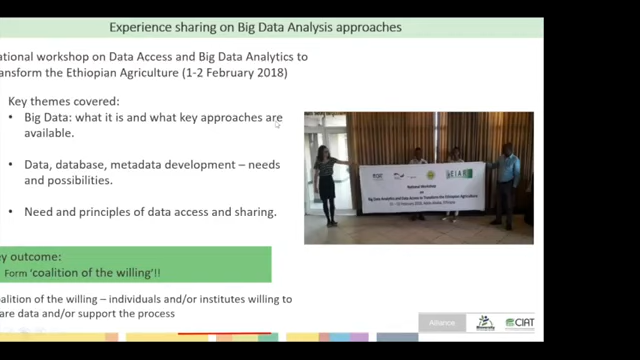 Experience sharing on Big Data Analysis approaches
ational workshop on Data Access and Big Data Analytics to
ansform the Ethiopian Agriculture (1-2 February 2018)
Key themes covered:
• Big Data: what it is and what key approaches are
available.
• Data, database, metadata development – needs
and possibilities.
• Need and principles of data access and sharing.
National Workshop
on
Big Data Analytics and Data Access to Transform the Ethiopian Agriculture
EIAR
ey outcome:
Form 'coalition of the willing'!!
oalition of the willing – individuals and/or institutes willing to
are data and/or support the process
Alliance
CIAT